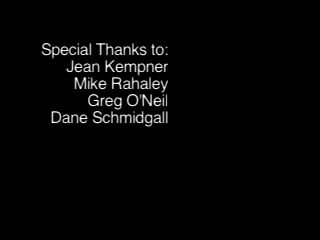 Special Thanks to:
Jean Kempner
Mike Rahaley
Greg O'Neil
Dane Schmidgall